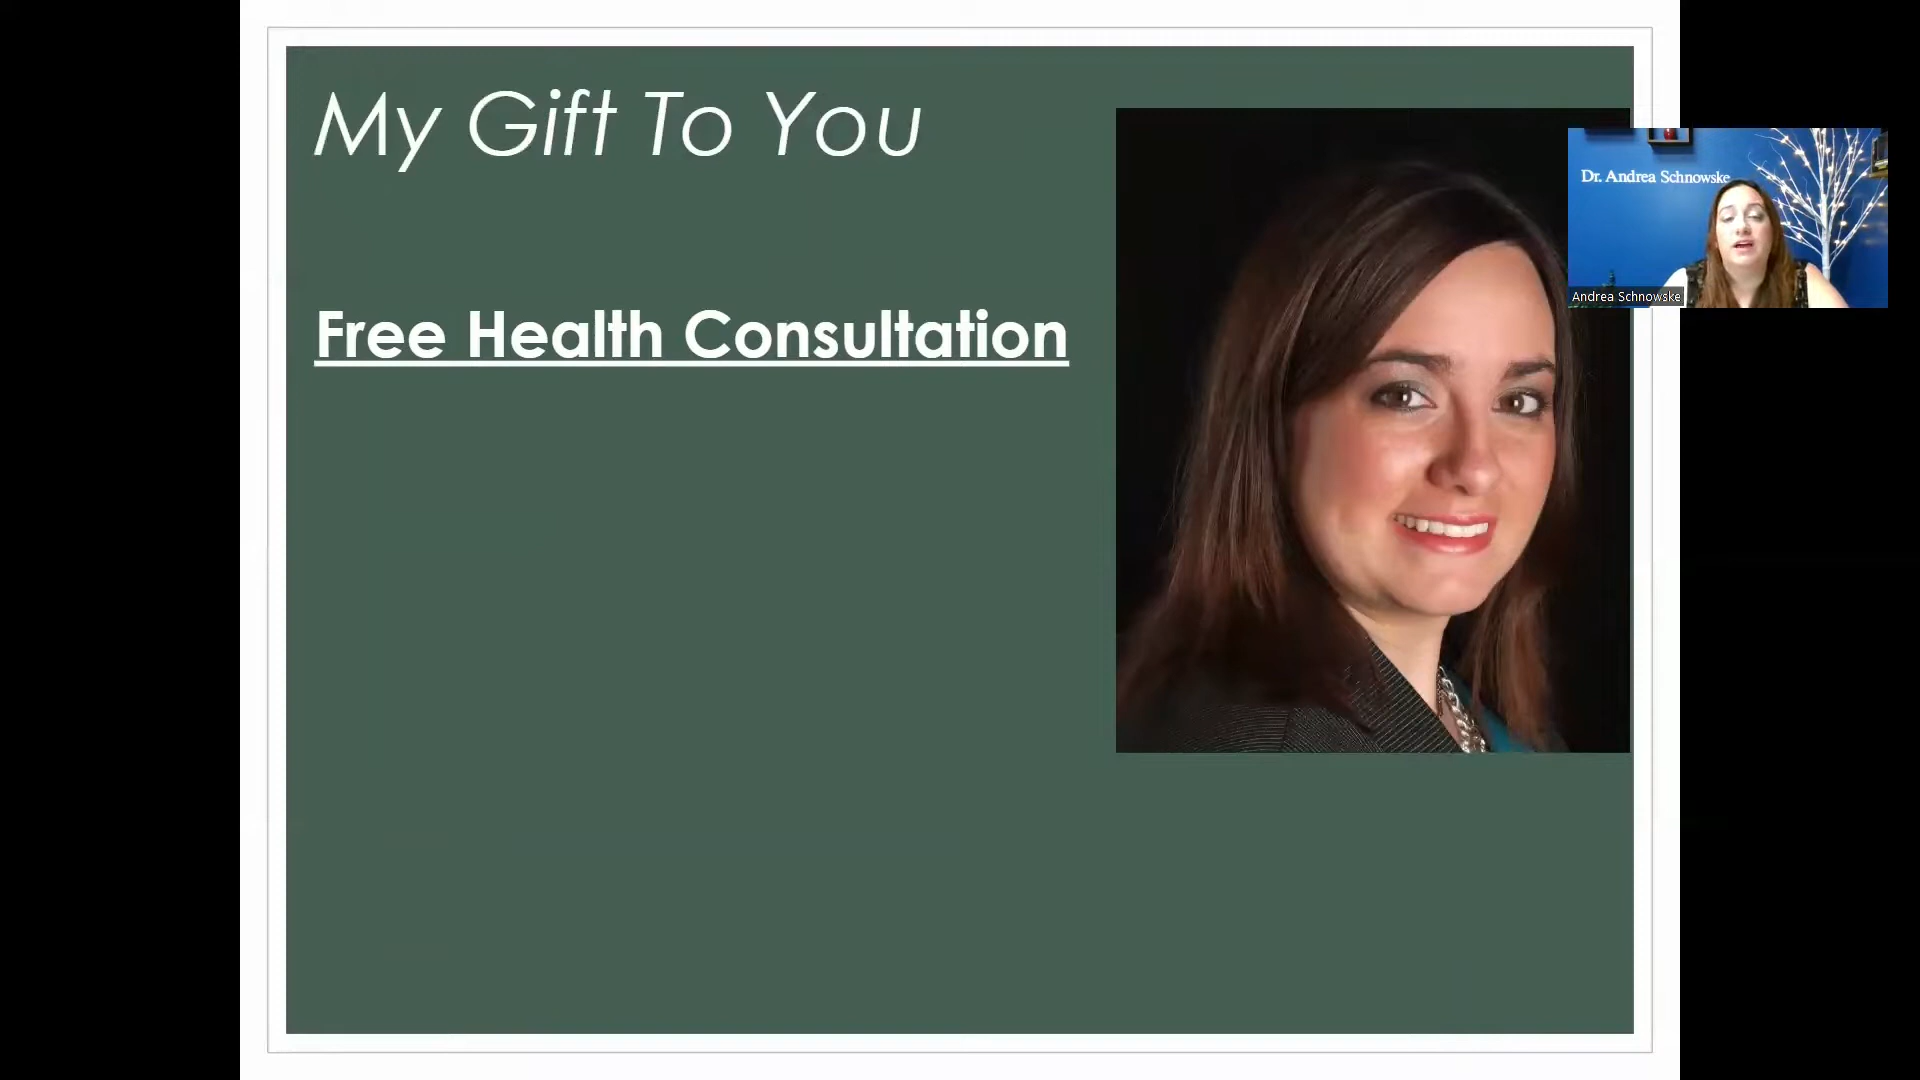 My Gift To You
Dr. Andrea Schnowske
Andrea Schnowske
Free Health Consultation